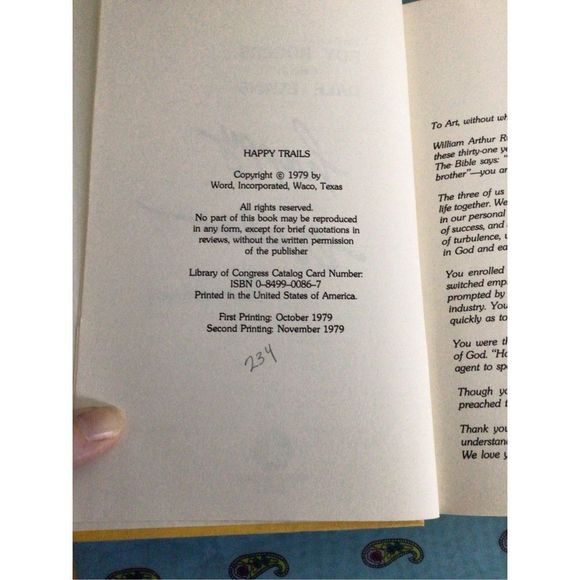 HAPPY TRAILS
Copyright © 1979 by
Word, Incorporated, Waco, Texas
All rights reserved.
No part of this book may be reproduced
in any form, except for brief quotations in
reviews, without the written permission
of the publisher
Library of Congress Catalog Card Number:
ISBN 0–8499–0086–7
Printed in the United States of America.
First Printing: October 1979
Second Printing: November 1979
234
To Art, without
William Arthur
these thirty-one
The Bible says:
brother"—you
The three of us
life together. We
in our personal
of success, and
of turbulence,
in God and
You enrolled
switched
prompted by
industry.
quickly as to
You were
of God.
agent to
Though
preached
Thank you
We love